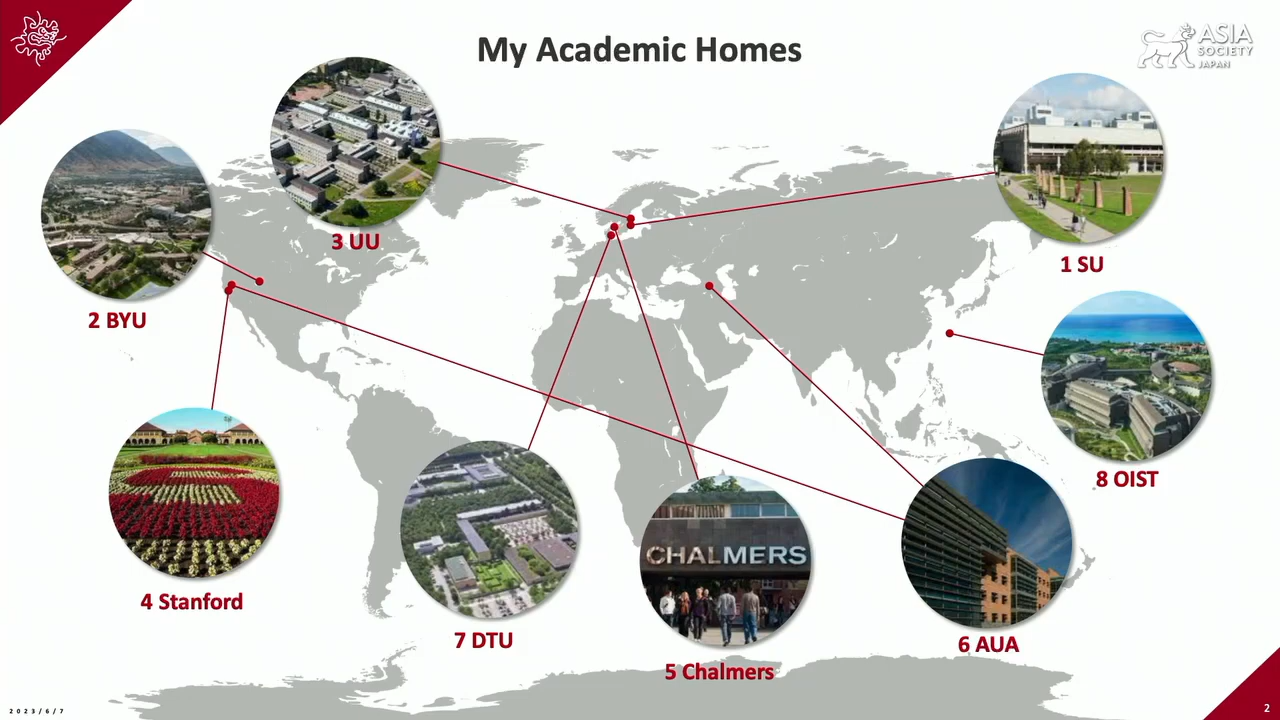 My Academic Homes
ASIA
SOCIETY
JAPAN
3 UU
1 SU
2 BYU
8 OIST
4 Stanford
CHALMERS
7 DTU
6 AUA
5 Chalmers
2023/6/7
2